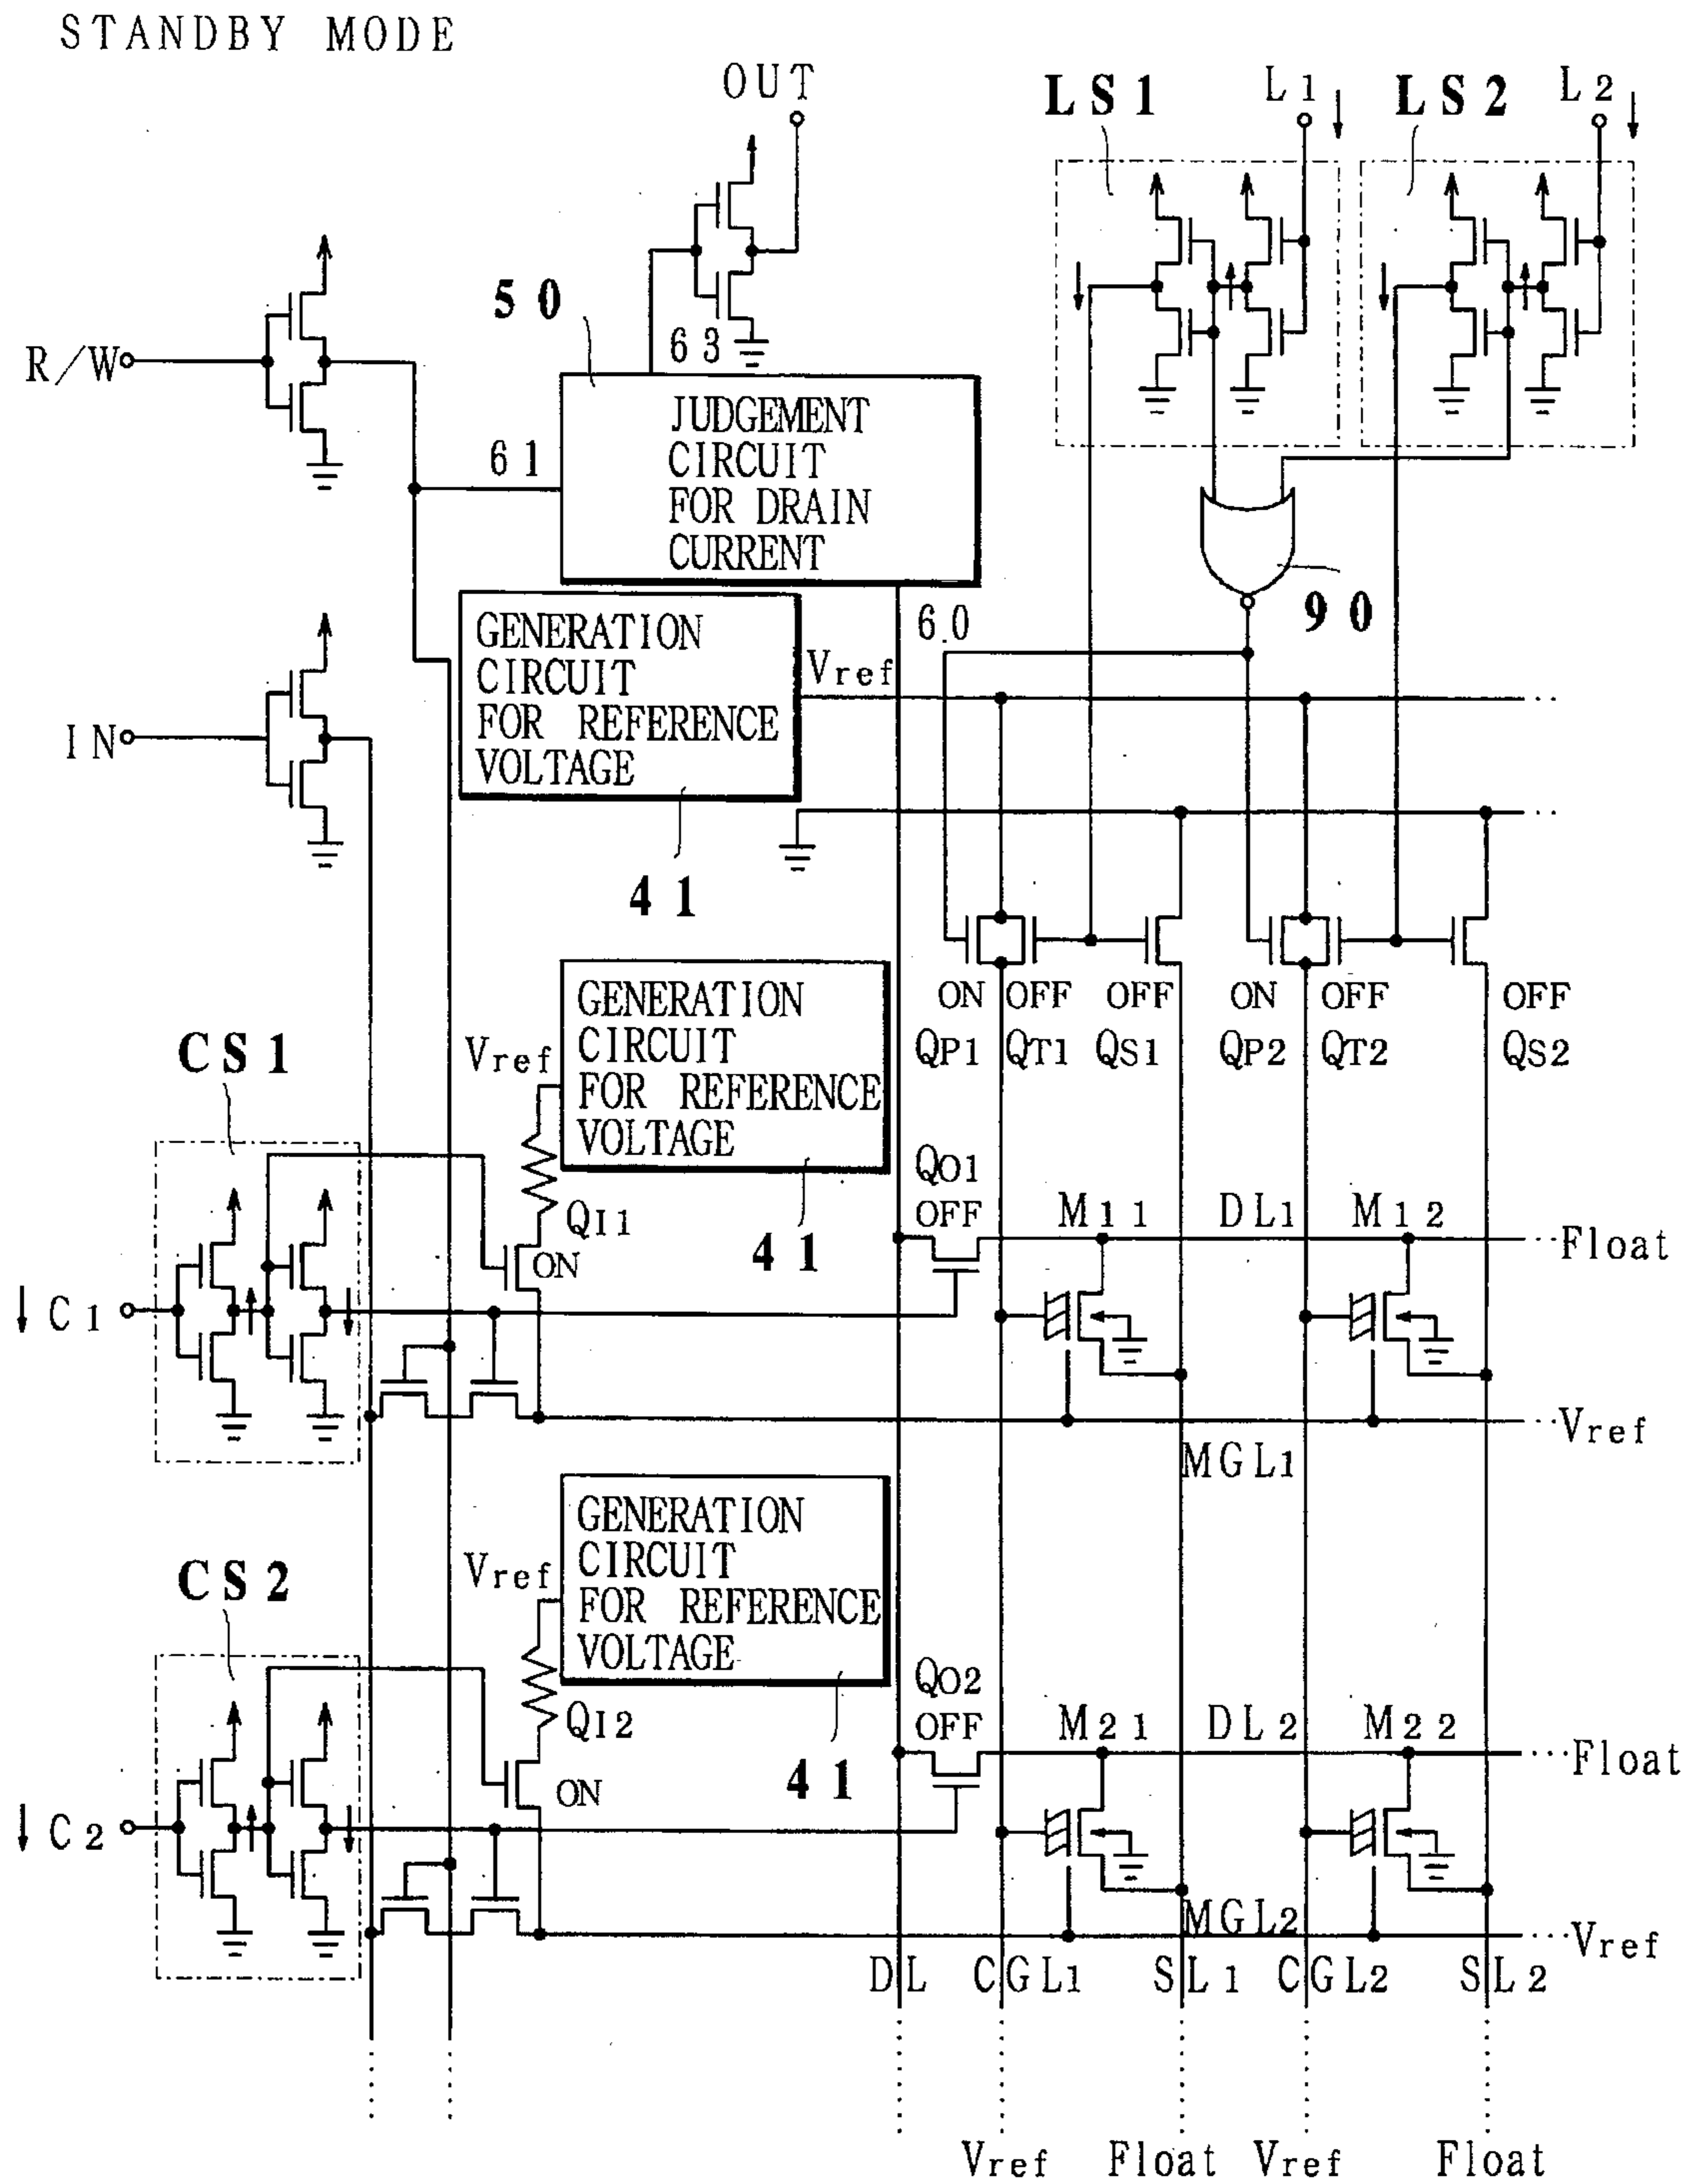 STANDBY MODE
OUT
LS1
L1
LS2
L2
R/W
50
63
61
JUDGEMENT
CIRCUIT
FOR DRAIN
CURRENT
60
90
GENERATION
CIRCUIT
FOR REFERENCE
VOLTAGE
Vref
IN
41
ON OFF OFF ON OFF OFF
QP1 QT1 QS1 QP2 QT2 QS2
GENERATION
CIRCUIT
FOR REFERENCE
VOLTAGE
Vref
CS1
QI1
ON
41
QO1
OFF
M11
DL1
M12
Float
C1
Vref
MGL1
GENERATION
CIRCUIT
FOR REFERENCE
VOLTAGE
Vref
CS2
QI2
ON
41
QO2
OFF
M21
DL2
M22
Float
C2
MGL2
Vref
DL CGL1 SL1 CGL2 SL2
Vref Float Vref Float